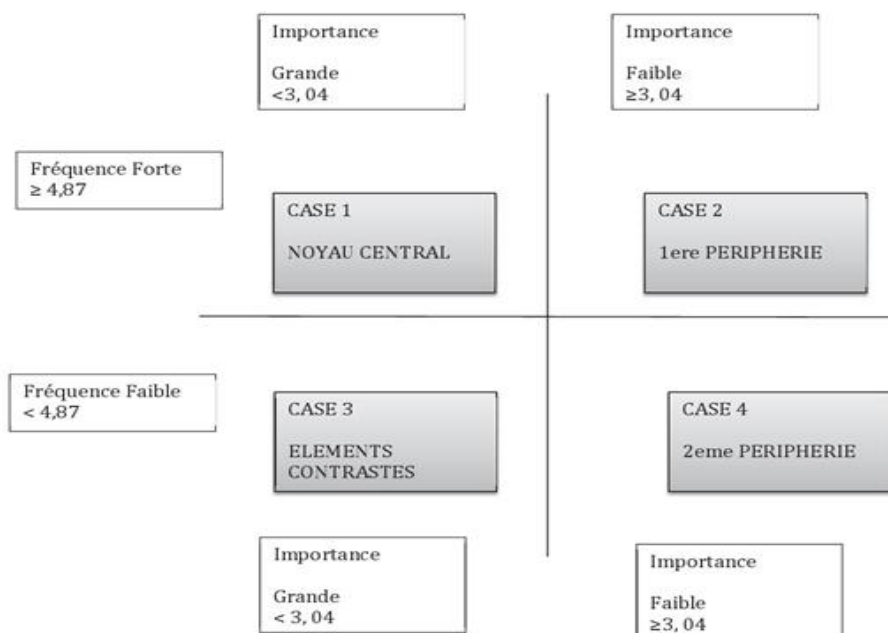 Importance
Grande
<3, 04
Importance
Faible
≥3, 04
Fréquence Forte
≥ 4,87
CASE 1
NOYAU CENTRAL
CASE 2
1ere PERIPHERIE
Fréquence Faible
< 4,87
CASE 3
ELEMENTS
CONTRASTES
CASE 4
2eme PERIPHERIE
Importance
Grande
< 3, 04
Importance
Faible
≥3, 04